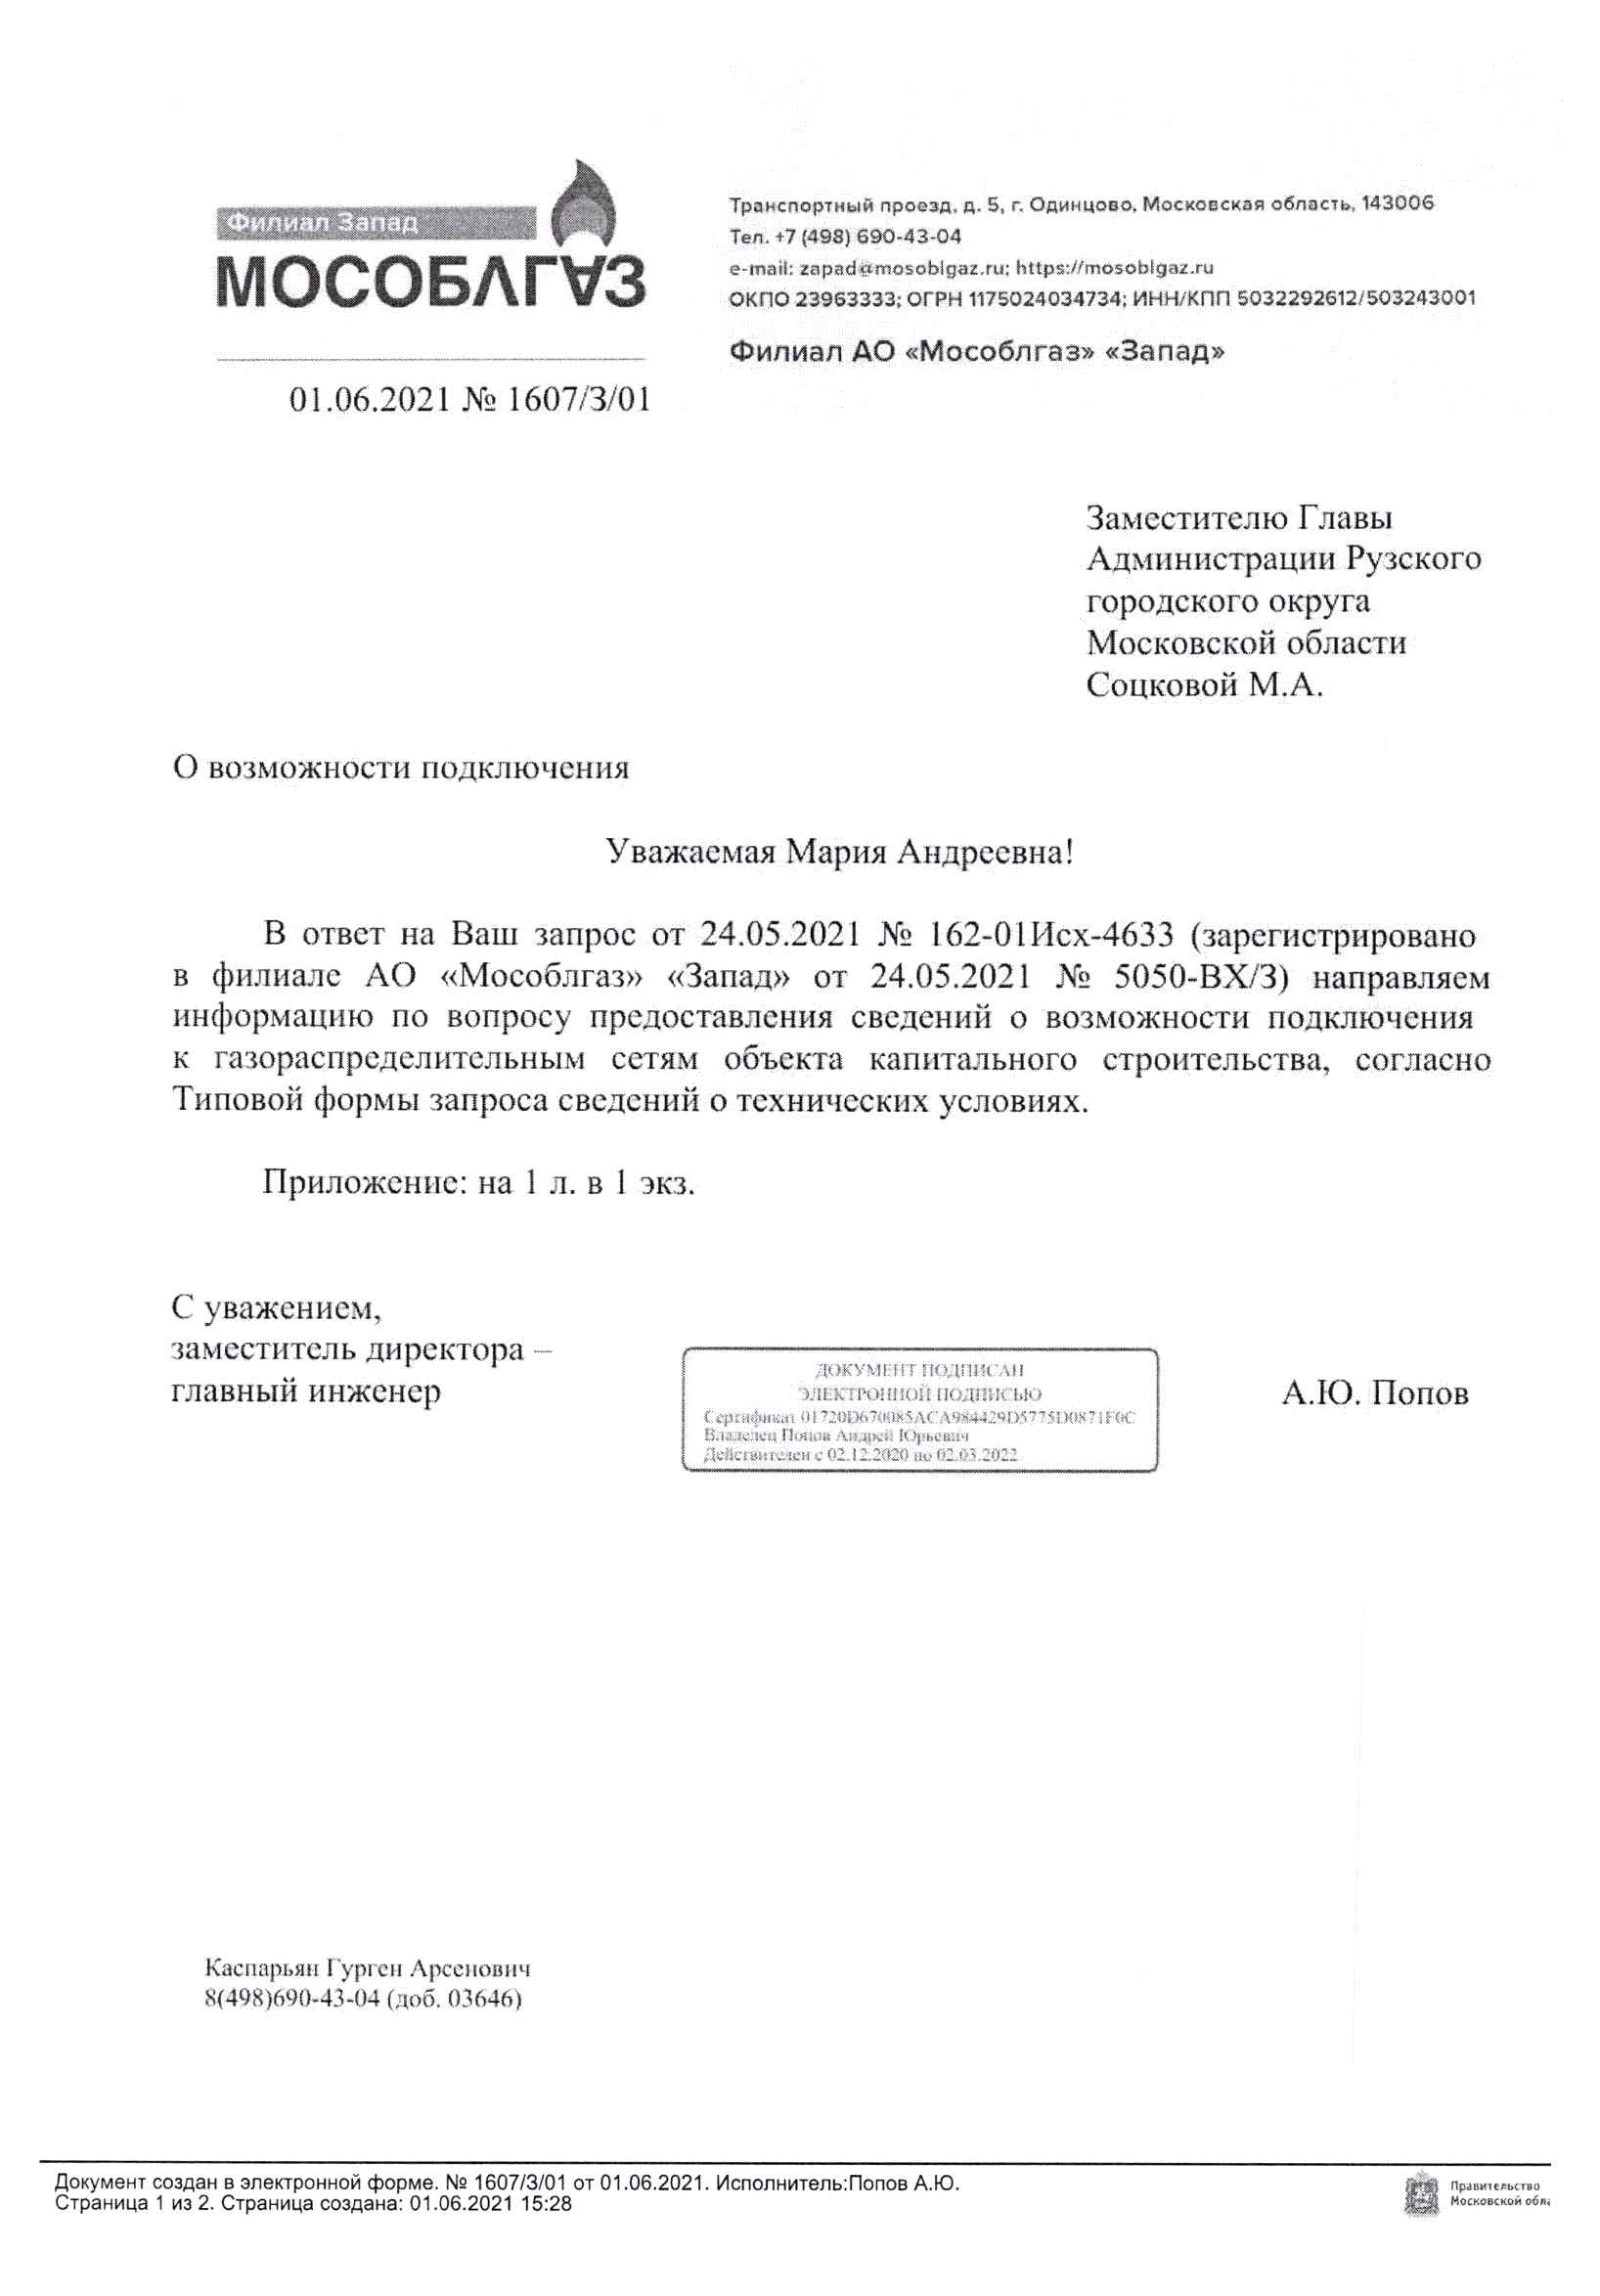 Филиал Запад
МОСОБЛГАЗ
Транспортный проезд, д. 5, г. Одинцово, Московская область, 143006
Тел. +7 (498) 690-43-04
e-mail: zapad@mosoblgaz.ru; https://mosoblgaz.ru
ОКПО 23963333; ОГРН 1175024034734; ИНН/КПП 5032292612/503243001
Филиал АО «Мособлгаз» «Запад»
01.06.2021 № 1607/З/01
Заместителю Главы
Администрации Рузского
городского округа
Московской области
Соцковой М.А.
О возможности подключения
Уважаемая Мария Андреевна!
В ответ на Ваш запрос от 24.05.2021 № 162-01Исх-4633 (зарегистрировано
в филиале АО «Мособлгаз» «Запад» от 24.05.2021 № 5050-ВХ/З) направляем
информацию по вопросу предоставления сведений о возможности подключения
к газораспределительным сетям объекта капитального строительства, согласно
Типовой формы запроса сведений о технических условиях.
Приложение: на 1 л. в 1 экз.
С уважением,
заместитель директора –
главный инженер
ДОКУМЕНТ ПОДПИСАН
ЭЛЕКТРОННОЙ ПОДПИСЬЮ
Сертификат 01720D670085ACA984429D5775D0871F0C
Владелец Попов Андрей Юрьевич
Действителен с 02.12.2020 по 02.03.2022
А.Ю. Попов
Каспарьян Гурген Арсенович
8(498)690-43-04 (доб. 03646)
Документ создан в электронной форме. № 1607/З/01 от 01.06.2021. Исполнитель:Попов А.Ю.
Страница 1 из 2. Страница создана: 01.06.2021 15:28
Правительство
Московской обла